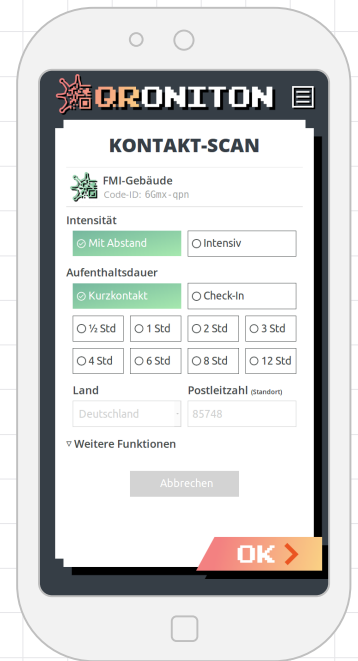 QRONITON
KONTAKT-SCAN
FMI-Gebäude
Code-ID: 6Gmx-qpn
Intensität
Mit Abstand
Intensiv
Aufenthaltsdauer
Kurzkontakt
Check-In
½ Std
1 Std
2 Std
3 Std
4 Std
6 Std
8 Std
12 Std
Land
Postleitzahl (Standort)
Deutschland
85748
Weitere Funktionen
Abbrechen
OK